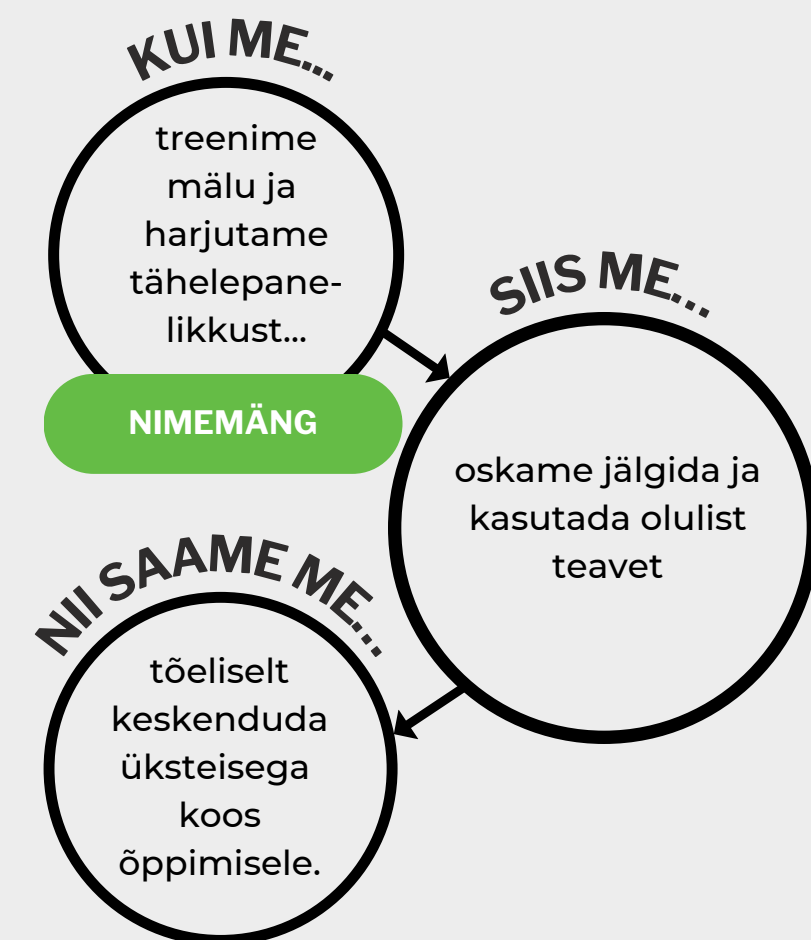 KUI ME...
treenime
mälu ja
harjutame
tähelepane-
likkust...
NIMEMÄNG
SIIS ME...
oskame jälgida ja
kasutada olulist
teavet
NII SAAME ME...
tõeliselt
keskenduda
üksteisega
koos
õppimisele.